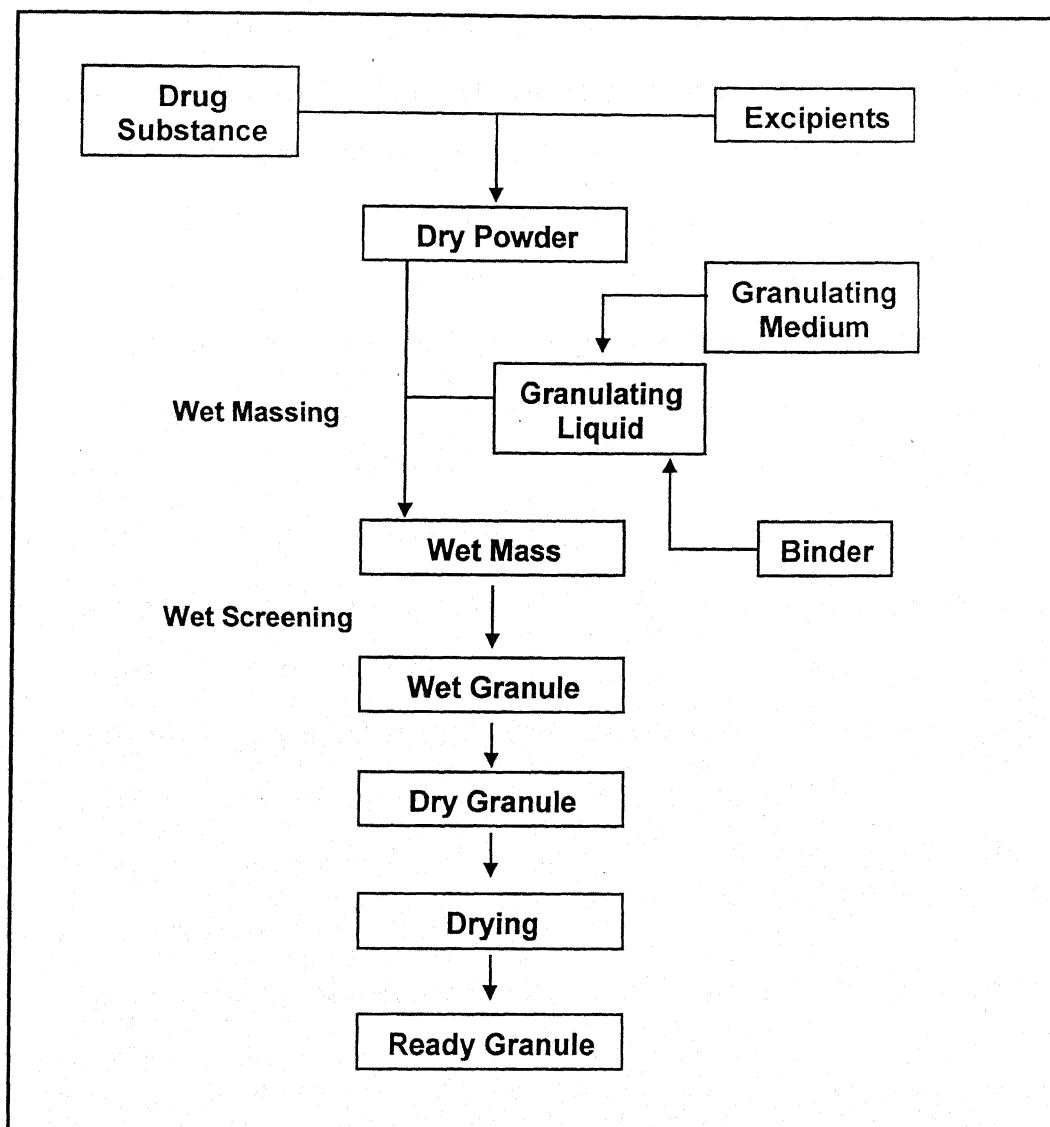 Drug
Substance
Excipients
Dry Powder
Granulating
Medium
Granulating
Liquid
Wet Massing
Wet Mass
Binder
Wet Screening
Wet Granule
Dry Granule
Drying
Ready Granule